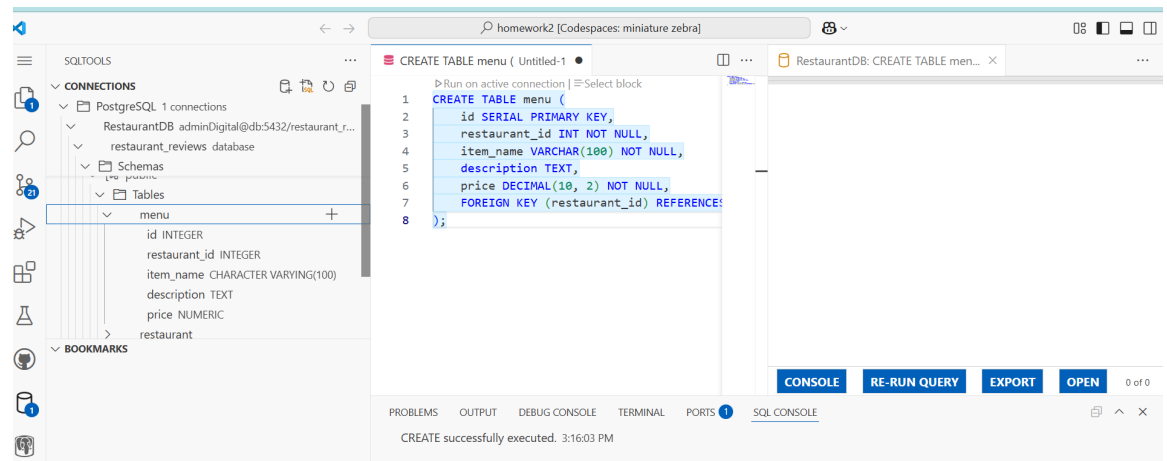 homework2 [Codespaces: miniature zebra]
SQLTOOLS
CONNECTIONS
PostgreSQL 1 connections
RestaurantDB adminDigital@db:5432/restaurant_r...
restaurant_reviews database
Schemas
public
Tables
menu
id INTEGER
restaurant_id INTEGER
item_name CHARACTER VARYING(100)
description TEXT
price NUMERIC
restaurant
BOOKMARKS
1
21
1
CREATE TABLE menu ( Untitled-1
Run on active connection | Select block
1 CREATE TABLE menu (
2 id SERIAL PRIMARY KEY,
3 restaurant_id INT NOT NULL,
4 item_name VARCHAR(100) NOT NULL,
5 description TEXT,
6 price DECIMAL(10, 2) NOT NULL,
7 FOREIGN KEY (restaurant_id) REFERENCES
8 );
RestaurantDB: CREATE TABLE men...
CONSOLE RE-RUN QUERY EXPORT OPEN 0 of 0
PROBLEMS OUTPUT DEBUG CONSOLE TERMINAL PORTS 1 SQL CONSOLE
CREATE successfully executed. 3:16:03 PM